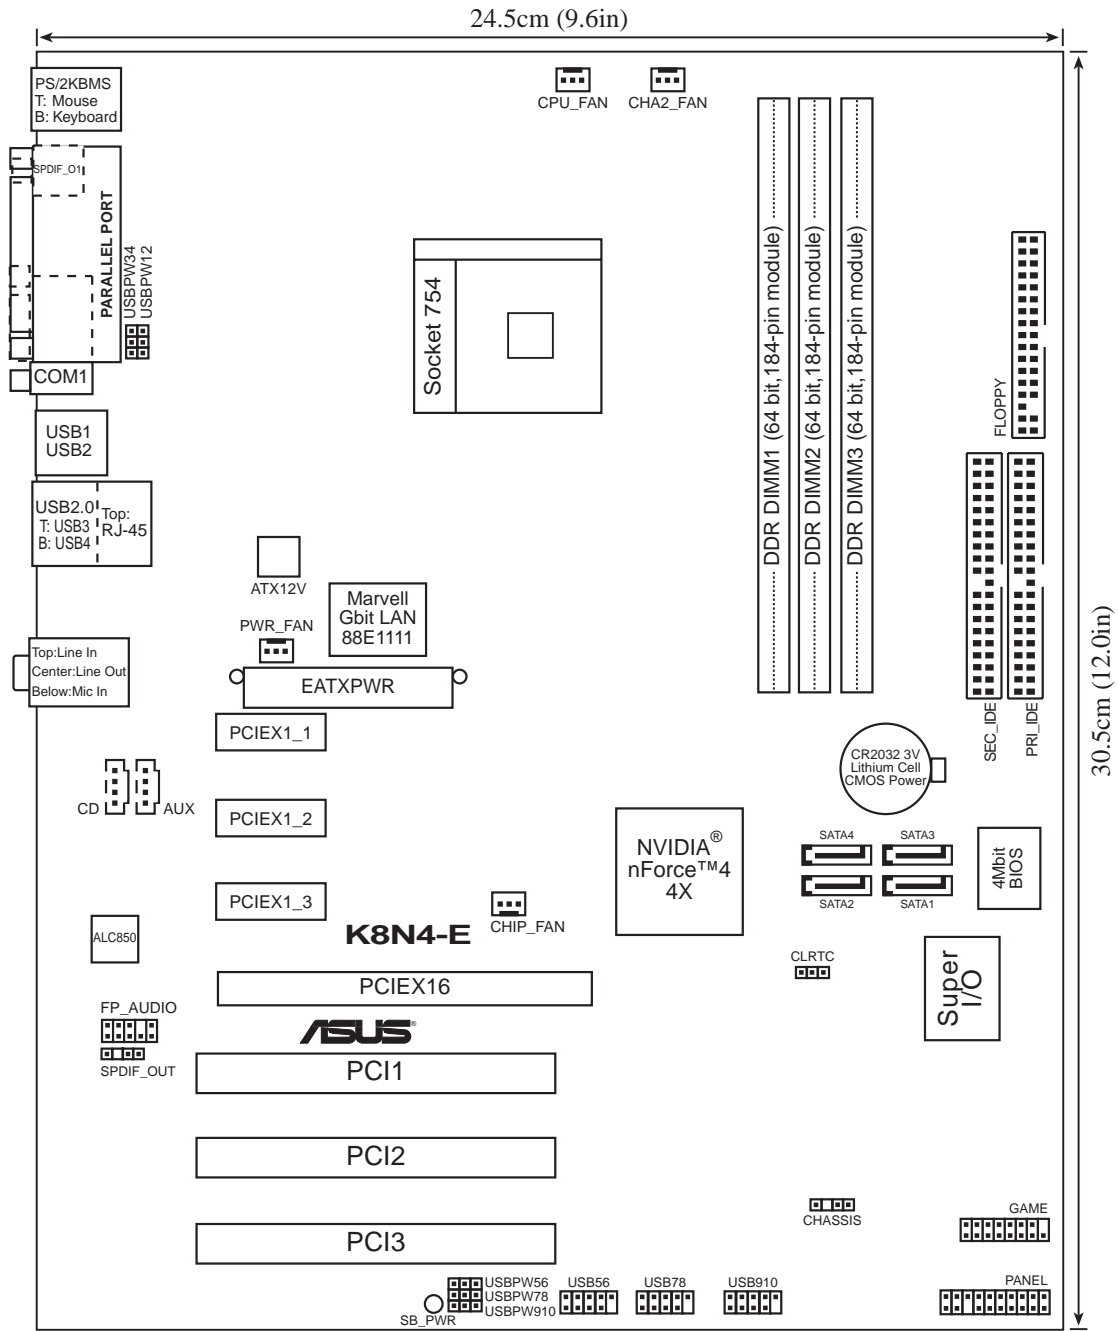 24.5cm (9.6in)
PS/2KBMS
T: Mouse
B: Keyboard
CPU_FAN
CHA2_FAN
SPDIF_O1
PARALLEL PORT
USBPW34
USBPW12
COM1
Socket 754
DDR DIMM1 (64 bit,184-pin module)
DDR DIMM2 (64 bit,184-pin module)
DDR DIMM3 (64 bit,184-pin module)
FLOPPY
USB1
USB2
USB2.0
T: USB3
B: USB4
Top:
RJ-45
ATX12V
Marvell
Gbit LAN
88E1111
PWR_FAN
EATXPWR
Top:Line In
Center:Line Out
Below:Mic In
SEC_IDE
PRI_IDE
30.5cm (12.0in)
PCIEX1_1
CR2032 3V
Lithium Cell
CMOS Power
CD
AUX
PCIEX1_2
NVIDIA®
nForce™4
4X
SATA4
SATA3
SATA2
SATA1
4Mbit
BIOS
PCIEX1_3
CHIP_FAN
ALC850
K8N4-E
CLRTC
Super
I/O
PCIEX16
FP_AUDIO
ASUS®
SPDIF_OUT
PCI1
PCI2
CHASSIS
GAME
PCI3
PANEL
USBPW56
USBPW78
USBPW910
USB56
USB78
USB910
SB_PWR